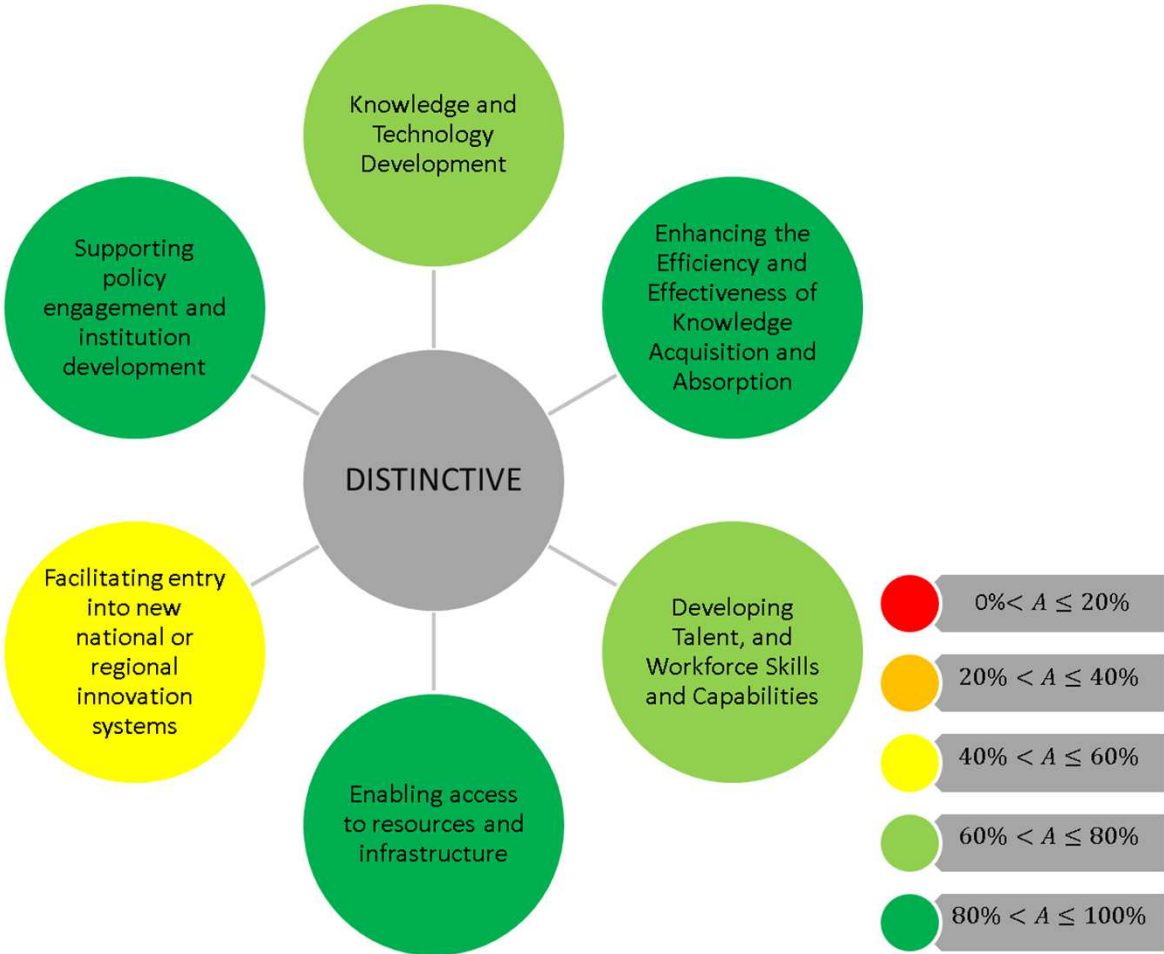 Knowledge and
Technology
Development
Supporting
policy
engagement and
institution
development
Enhancing the
Efficiency and
Effectiveness of
Knowledge
Acquisition and
Absorption
DISTINCTIVE
Facilitating entry
into new
national or
regional
innovation
systems
Developing
Talent, and
Workforce Skills
and Capabilities
Enabling access
to resources and
infrastructure
0%< A ≤ 20%
20% < A ≤ 40%
40% < A ≤ 60%
60% < A ≤ 80%
80% < A ≤ 100%